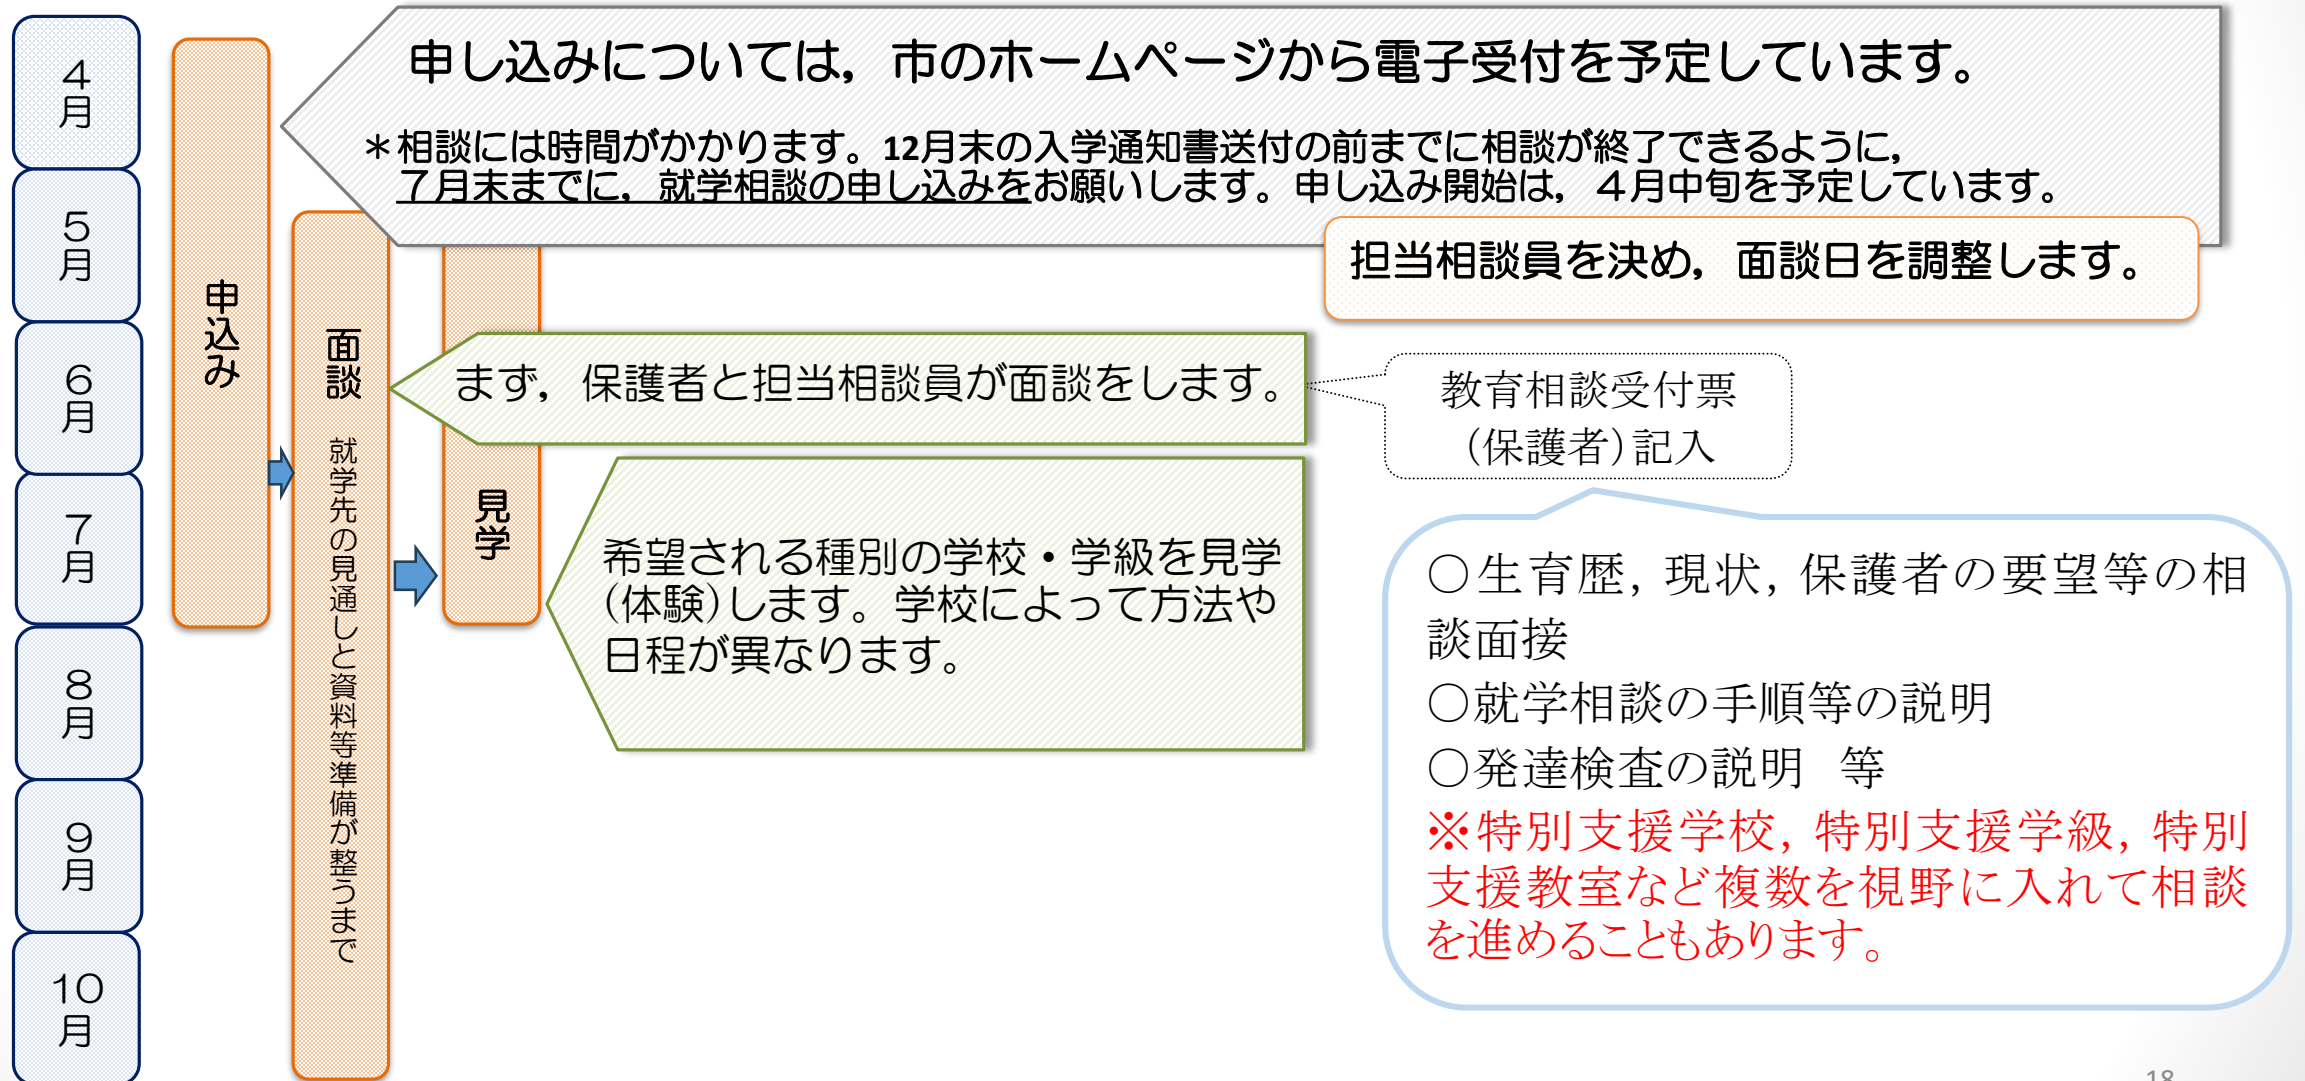 4月
5月
6月
7月
8月
9月
10月
申込み
面談　就学先の見通しと資料等準備が整うまで
見学
申し込みについては，市のホームページから電子受付を予定しています。
＊相談には時間がかかります。12月末の入学通知書送付の前までに相談が終了できるように，
７月末までに，就学相談の申し込みをお願いします。申し込み開始は，４月中旬を予定しています。
担当相談員を決め，面談日を調整します。
まず，保護者と担当相談員が面談をします。
教育相談受付票
（保護者）記入
希望される種別の学校・学級を見学
(体験)します。学校によって方法や
日程が異なります。
○生育歴，現状，保護者の要望等の相
談面接
○就学相談の手順等の説明
○発達検査の説明　等
※特別支援学校，特別支援学級，特別
支援教室など複数を視野に入れて相談
を進めることもあります。
18